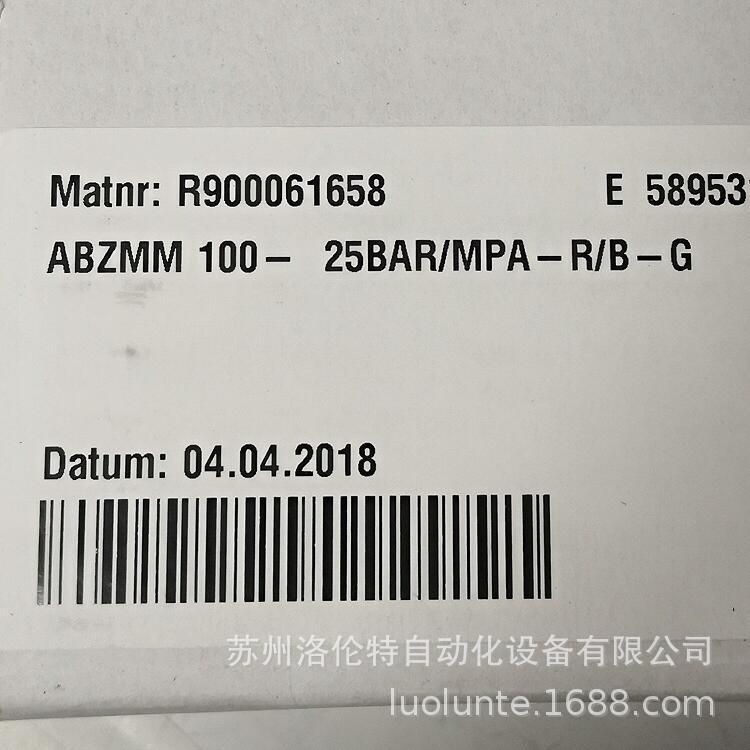 Matnr: R900061658 E 58953
ABZMM 100- 25BAR/MPA-R/B-G
Datum: 04.04.2018
苏州洛伦特自动化设备有限公司
luolunte.1688.com